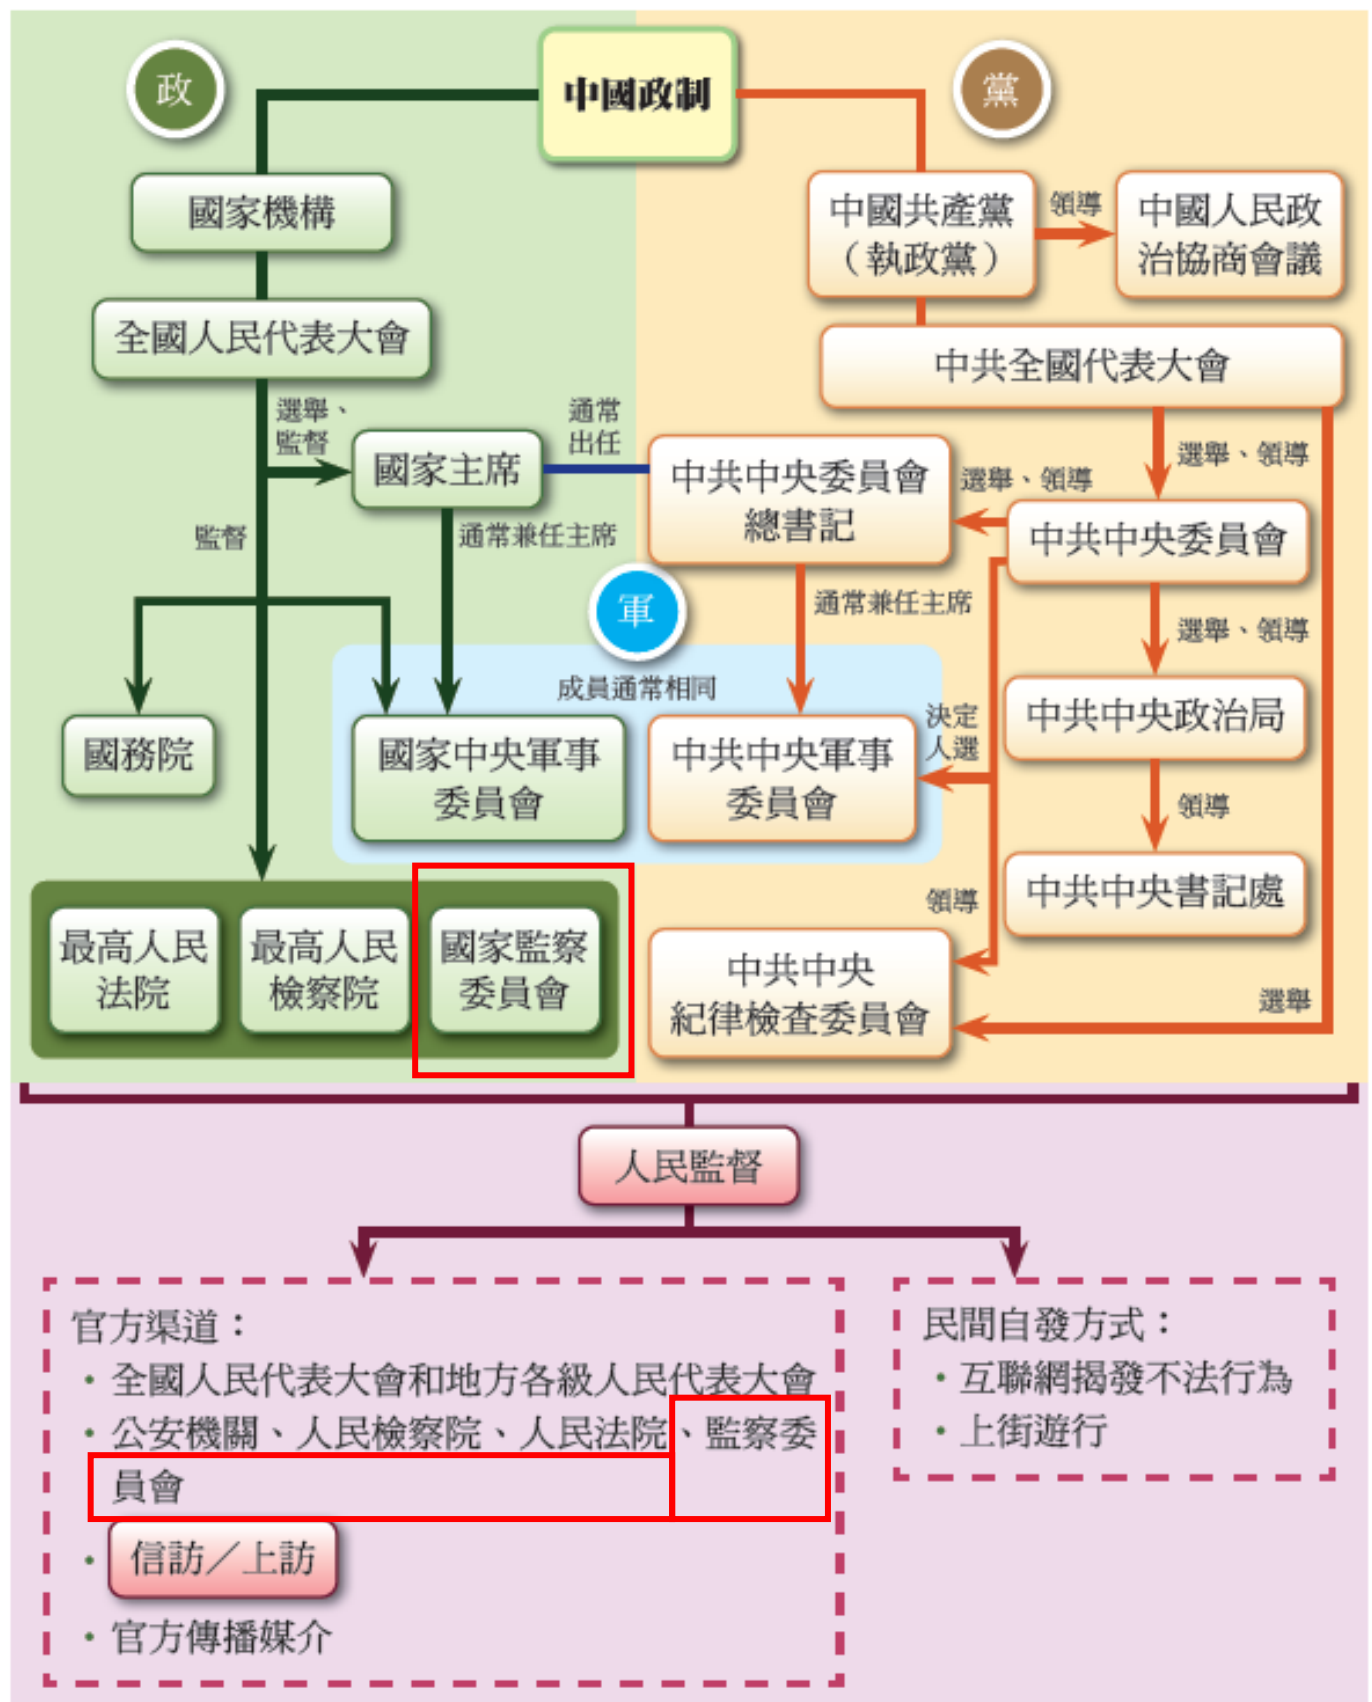 政
中國政制
黨
國家機構
中國共產黨
（執政黨）
領導
中國人民政
治協商會議
全國人民代表大會
中共全國代表大會
選舉、
監督
通常
出任
國家主席
中共中央委員會
總書記
選舉、領導
選舉、領導
中共中央委員會
監督
通常兼任主席
軍
通常兼任主席
選舉、領導
成員通常相同
國務院
國家中央軍事
委員會
中共中央軍事
委員會
決定
人選
中共中央政治局
領導
中共中央書記處
領導
最高人民
法院
最高人民
檢察院
國家監察
委員會
中共中央
紀律檢查委員會
選舉
人民監督
官方渠道：
・全國人民代表大會和地方各級人民代表大會
・公安機關、人民檢察院、人民法院、監察委
員會
・信訪／上訪
・官方傳播媒介
民間自發方式：
・互聯網揭發不法行為
・上街遊行